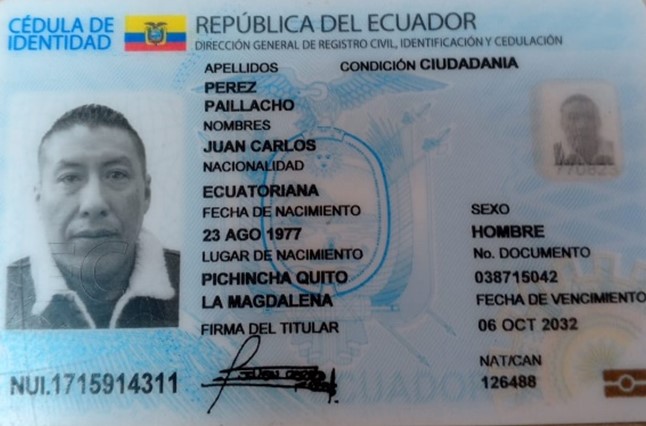 CÉDULA DE
IDENTIDAD
REPÚBLICA DEL ECUADOR
DIRECCIÓN GENERAL DE REGISTRO CIVIL, IDENTIFICACIÓN Y CEDULACIÓN
APELLIDOS
CONDICIÓN CIUDADANÍA
PEREZ
PAILLACHO
NOMBRES
JUAN CARLOS
NACIONALIDAD
ECUATORIANA
FECHA DE NACIMIENTO
23 AGO 1977
LUGAR DE NACIMIENTO
PICHINCHA QUITO
LA MAGDALENA
FIRMA DEL TITULAR
770823
SEXO
HOMBRE
No. DOCUMENTO
038715042
FECHA DE VENCIMIENTO
06 OCT 2032
NAT/CAN
126488
NUI.1715914311
ECUADOR